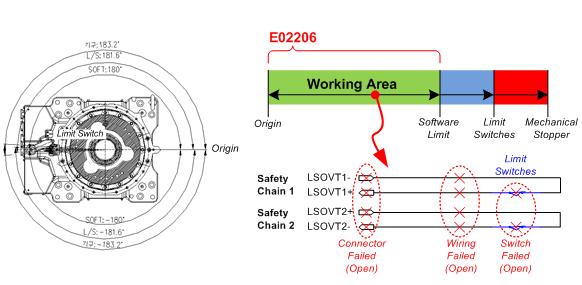 기구:183.2°
L/S:181.6°
SOFT:180°
Limit Switch
Origin
SOFT:-180°
L/S:-181.6°
기구:-183.2°
E02206
Working Area
Origin
Software
Limit
Limit
Switches
Mechanical
Stopper
Limit
Switches
Safety
Chain 1
LSOVT1-
LSOVT1+
Safety
Chain 2
LSOVT2+
LSOVT2-
Connector
Failed
(Open)
Wiring
Failed
(Open)
Switch
Failed
(Open)